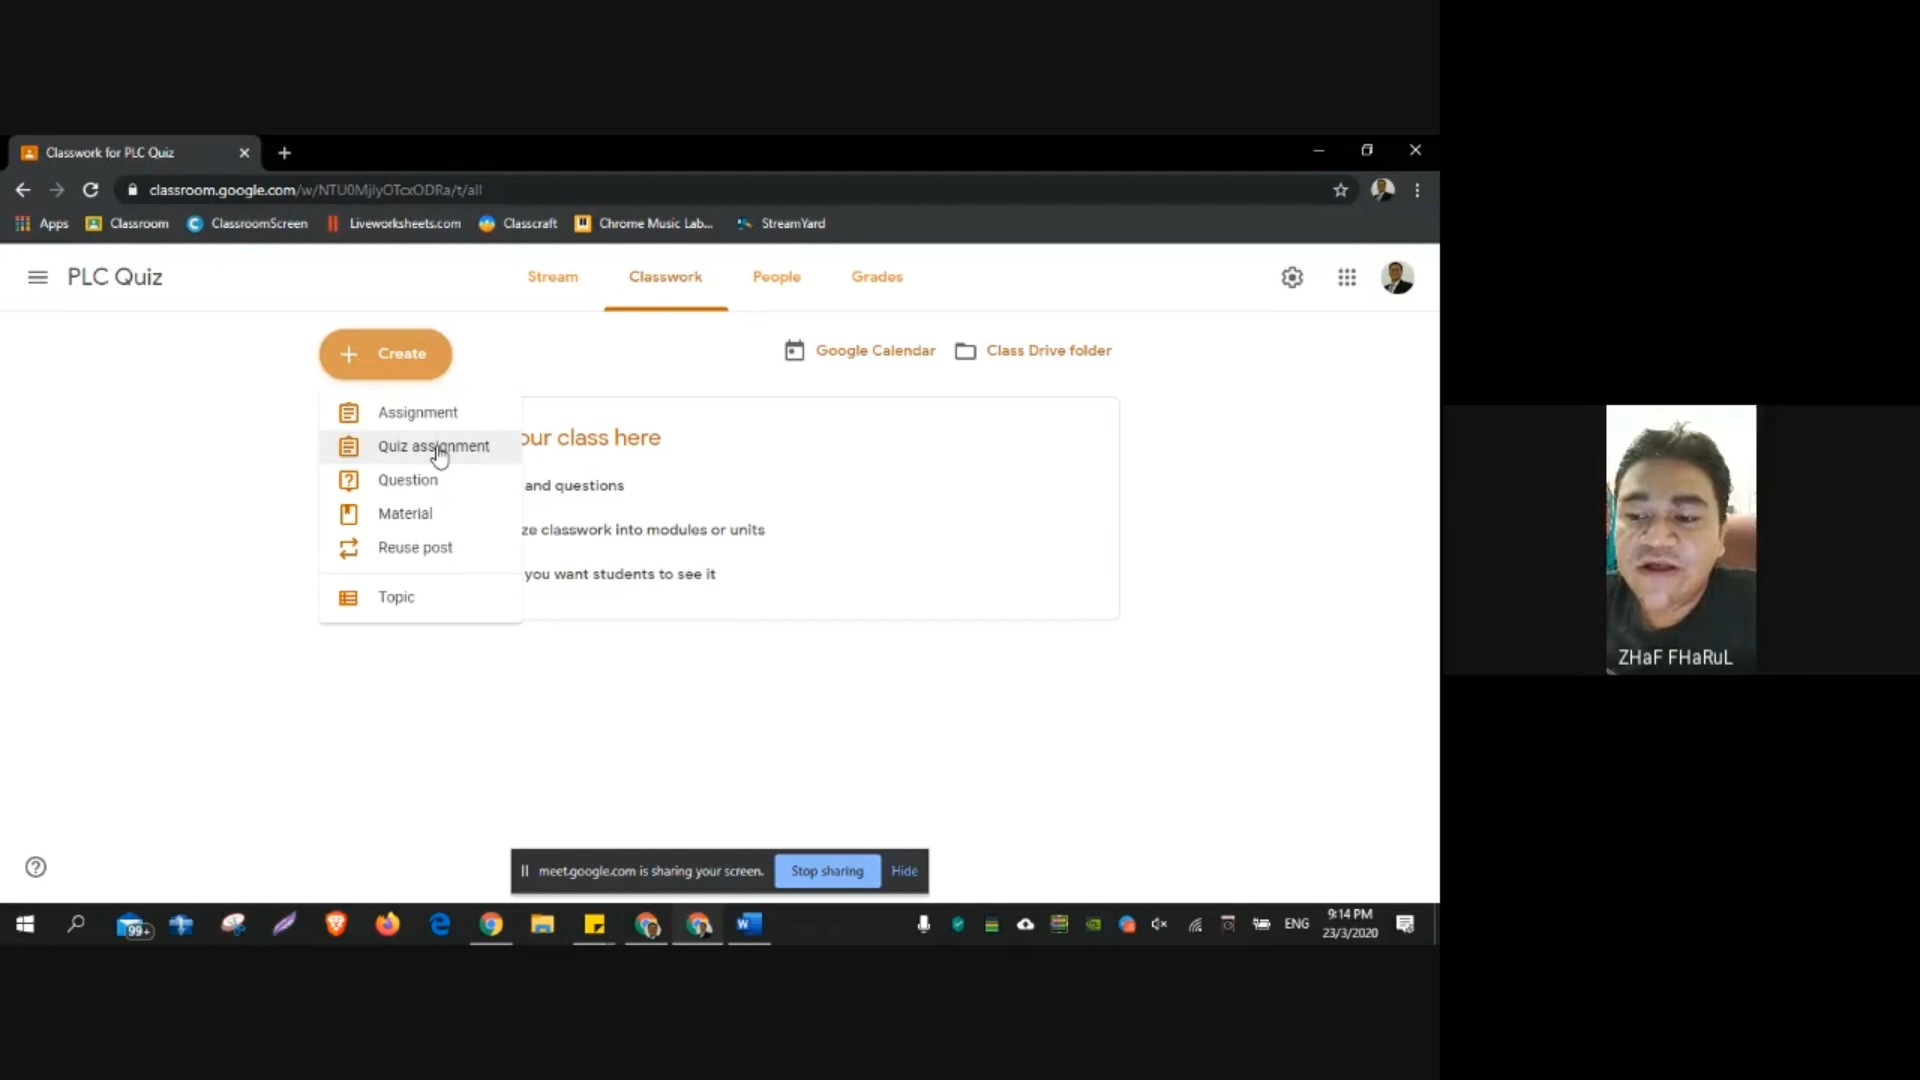 Classwork for PLC Quiz
classroom.google.com/w/NTU0MjIyOTcxODRa/t/all
Apps Classroom ClassroomScreen Liveworksheets.com Classcraft Chrome Music Lab... StreamYard
PLC Quiz Stream Classwork People Grades
Create Google Calendar Class Drive folder
Assignment
our class here
Quiz assignment
Question
and questions
Material
ze classwork into modules or units
Reuse post
you want students to see it
Topic
ZHaF FHaRuL
meet.google.com is sharing your screen. Stop sharing Hide
99+ ENG 9:14 PM
23/3/2020